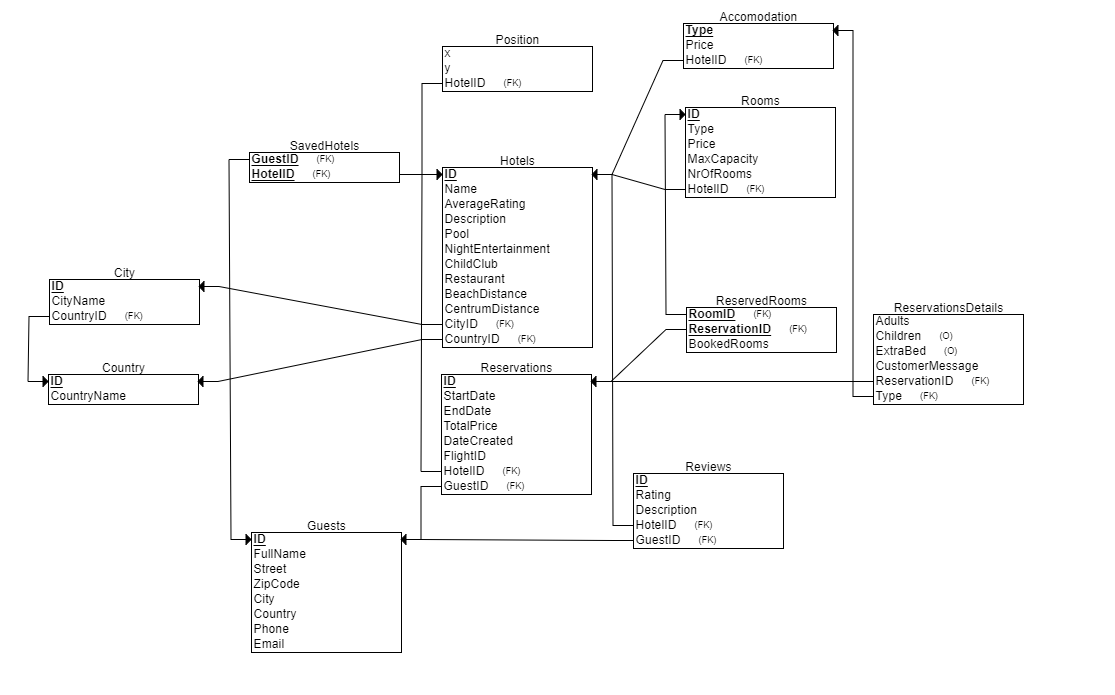 Accomodation
Type
Price
HotelID (FK)
Position
x
y
HotelID (FK)
Rooms
ID
Type
Price
MaxCapacity
NrOfRooms
HotelID (FK)
SavedHotels
GuestID (FK)
HotelID (FK)
Hotels
ID
Name
AverageRating
Description
Pool
NightEntertainment
ChildClub
Restaurant
BeachDistance
CentrumDistance
CityID (FK)
CountryID (FK)
City
ID
CityName
CountryID (FK)
ReservedRooms
RoomID (FK)
ReservationID (FK)
BookedRooms
ReservationsDetails
Adults
Children (O)
ExtraBed (O)
CustomerMessage
ReservationID (FK)
Type (FK)
Country
ID
CountryName
Reservations
ID
StartDate
EndDate
TotalPrice
DateCreated
FlightID
HotelID (FK)
GuestID (FK)
Reviews
ID
Rating
Description
HotelID (FK)
GuestID (FK)
Guests
ID
FullName
Street
ZipCode
City
Country
Phone
Email